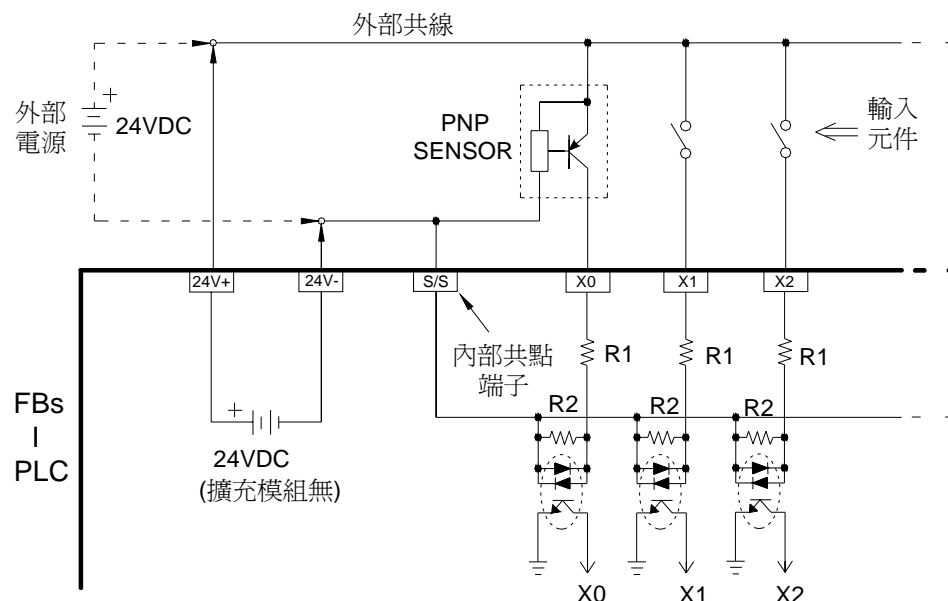 外部共線
+
外部
電源
24VDC
PNP
SENSOR
輸入
元件
24V+
24V-
S/S
X0
X1
X2
內部共點
端子
R1
R1
R1
FBs
PLC
+
24VDC
(擴充模組無)
R2
R2
R2
X0
X1
X2